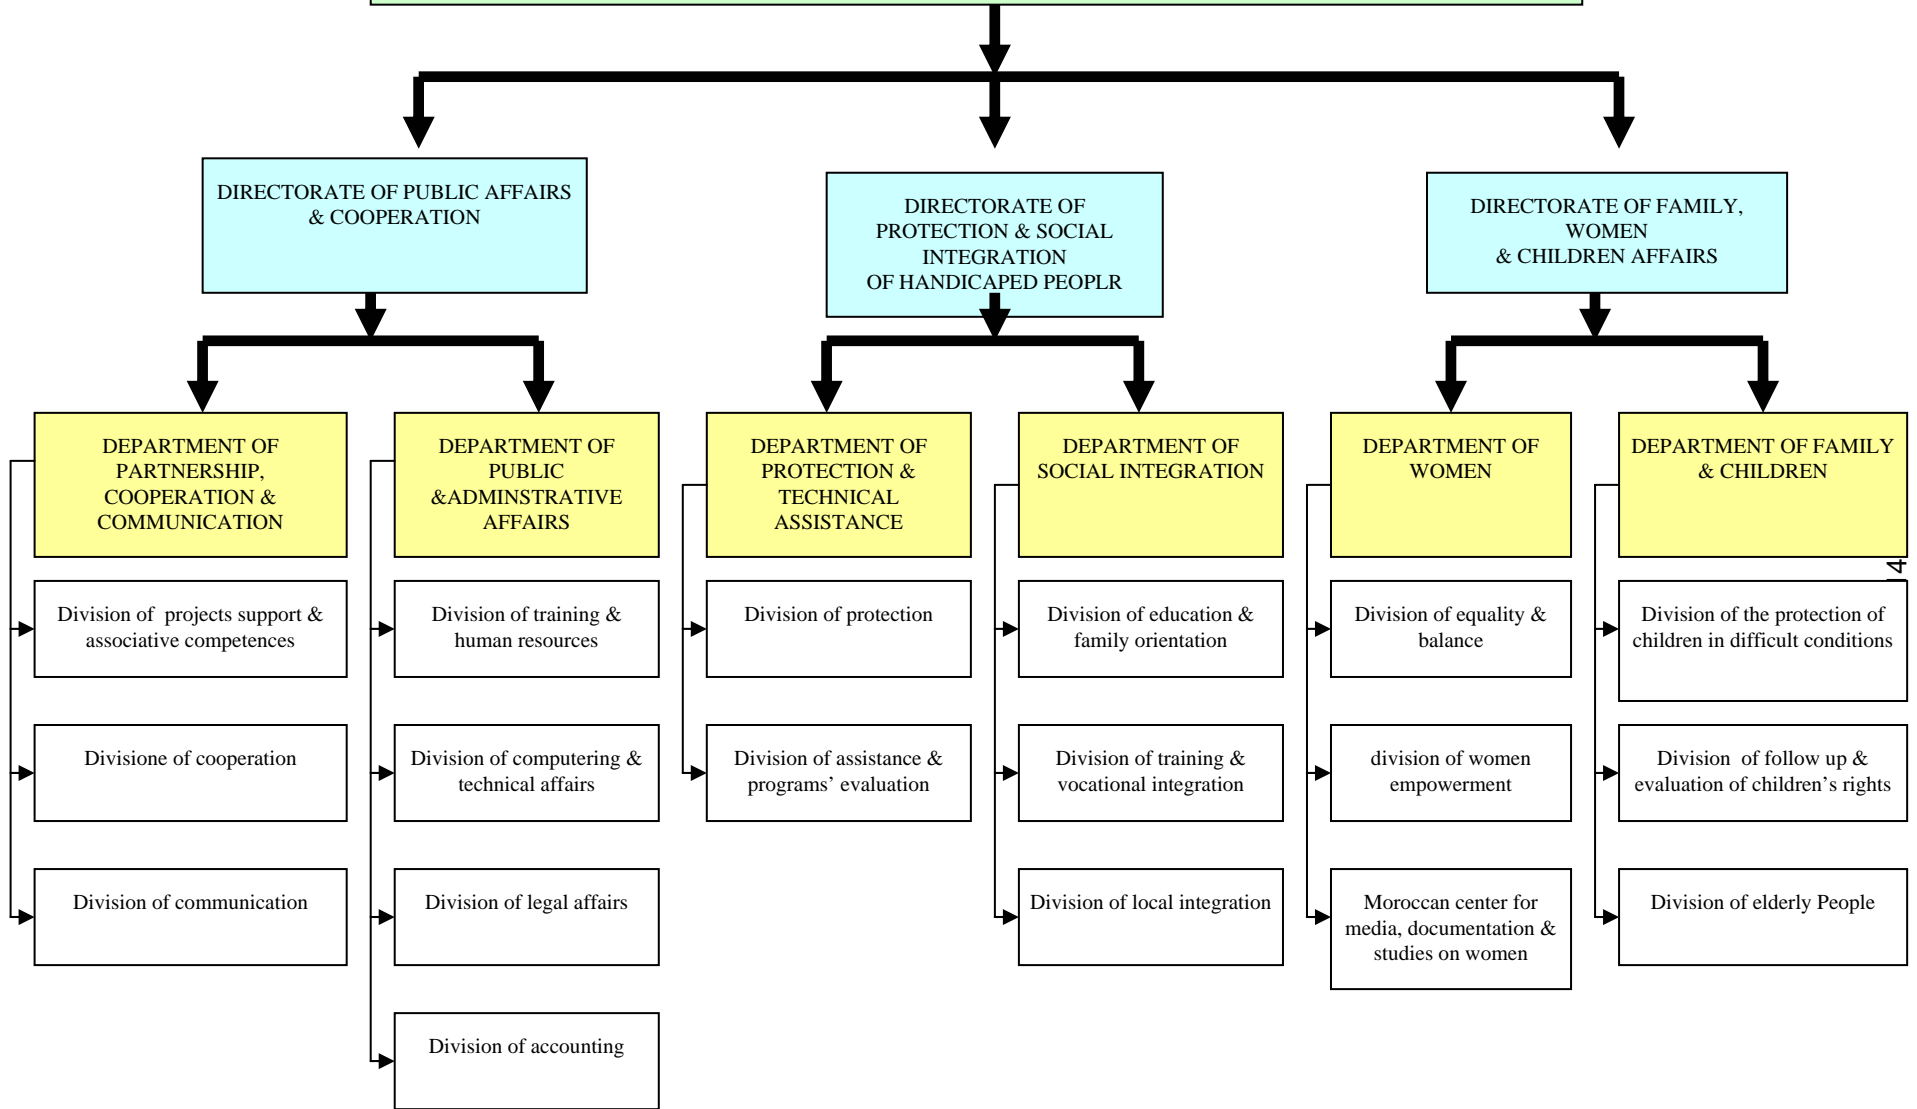 DIRECTORATE OF PUBLIC AFFAIRS
& COOPERATION
DIRECTORATE OF
PROTECTION & SOCIAL
INTEGRATION
OF HANDICAPED PEOPLR
DIRECTORATE OF FAMILY,
WOMEN
& CHILDREN AFFAIRS
DEPARTMENT OF
PARTNERSHIP,
COOPERATION &
COMMUNICATION
DEPARTMENT OF
PUBLIC
&ADMINSTRATIVE
AFFAIRS
DEPARTMENT OF
PROTECTION &
TECHNICAL
ASSISTANCE
DEPARTMENT OF
SOCIAL INTEGRATION
DEPARTMENT OF
WOMEN
DEPARTMENT OF FAMILY
& CHILDREN
14
Division of  projects support &
associative competences
Division of training &
human resources
Division of protection
Division of education &
family orientation
Division of equality &
balance
Division of the protection of
children in difficult conditions
Divisione of cooperation
Division of computering &
technical affairs
Division of assistance &
programs’ evaluation
Division of training &
vocational integration
division of women
empowerment
Division  of follow up &
evaluation of children’s rights
Division of communication
Division of legal affairs
Division of local integration
Moroccan center for
media, documentation &
studies on women
Division of elderly People
Division of accounting